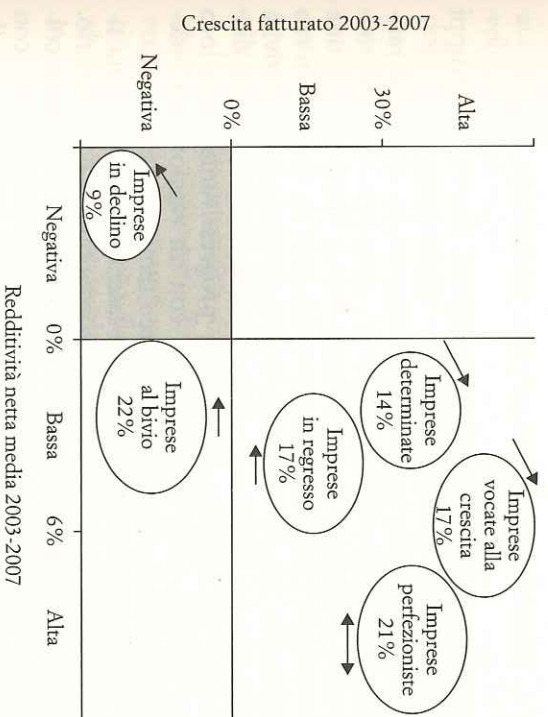 Crescita fatturato 2003-2007
Alta
30%
Bassa
0%
Negativa
Imprese
vocate alla
crescita
17%
Imprese
determinate
14%
Imprese
perfezioniste
21%
Imprese
in regresso
17%
Imprese
al bivio
22%
Imprese
in declino
9%
Negativa
0%
Bassa
6%
Alta
Redditività netta media 2003-2007